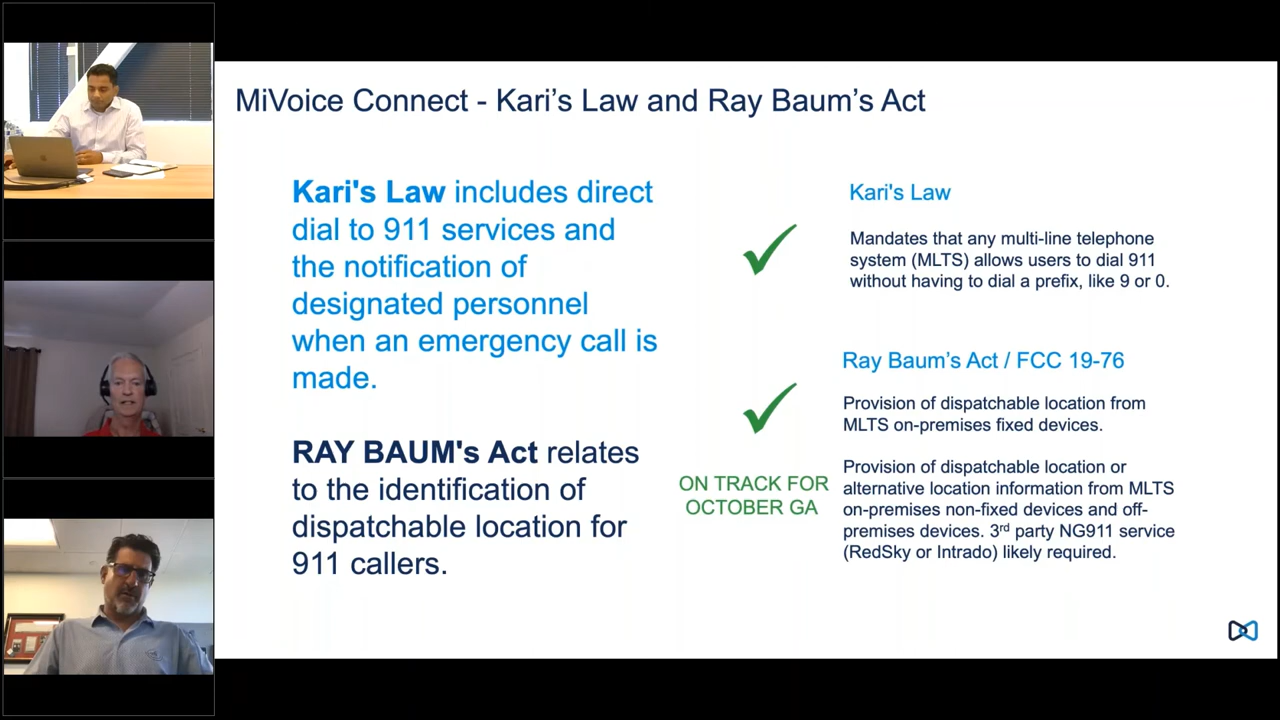 MiVoice Connect - Kari’s Law and Ray Baum’s Act
Kari's Law includes direct
dial to 911 services and
the notification of
designated personnel
when an emergency call is
made.
RAY BAUM's Act relates
to the identification of
dispatchable location for
911 callers.
Kari's Law
Mandates that any multi-line telephone
system (MLTS) allows users to dial 911
without having to dial a prefix, like 9 or 0.
Ray Baum’s Act / FCC 19-76
Provision of dispatchable location from
MLTS on-premises fixed devices.
ON TRACK FOR
OCTOBER GA
Provision of dispatchable location or
alternative location information from MLTS
on-premises non-fixed devices and off-
premises devices. 3rd party NG911 service
(RedSky or Intrado) likely required.